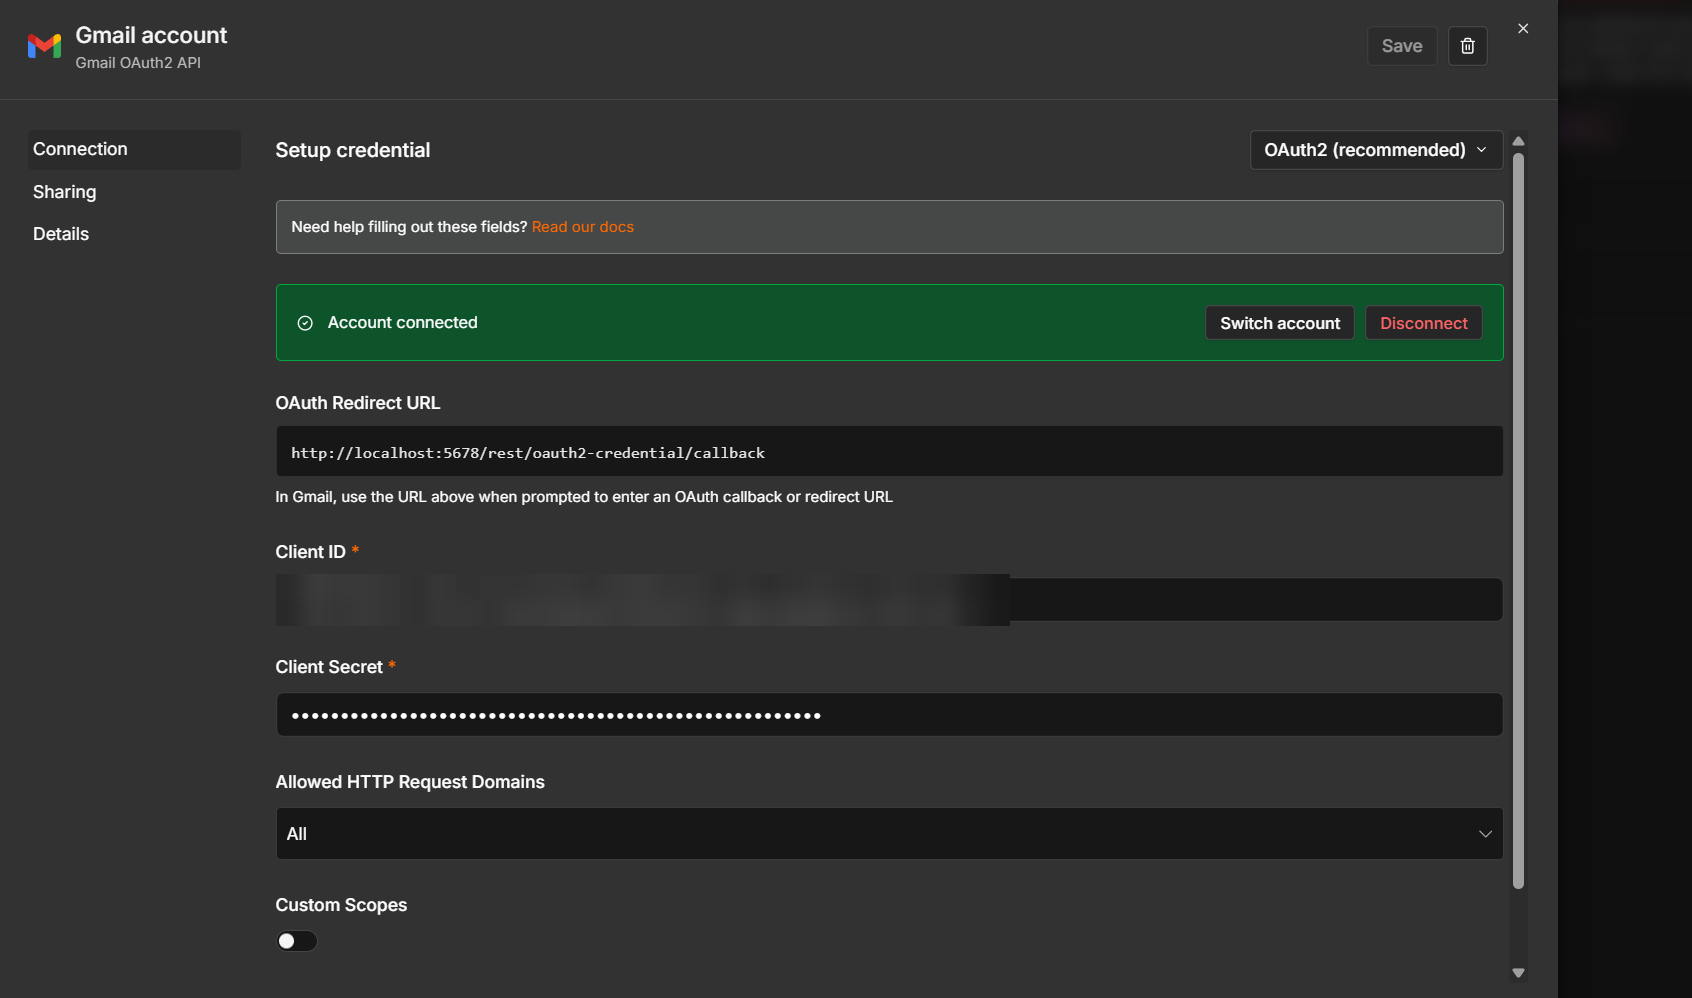 Gmail account
Gmail OAuth2 API
Save
Connection
Sharing
Details
Setup credential
OAuth2 (recommended)
Need help filling out these fields? Read our docs
Account connected
Switch account
Disconnect
OAuth Redirect URL
http://localhost:5678/rest/oauth2-credential/callback
In Gmail, use the URL above when prompted to enter an OAuth callback or redirect URL
Client ID *
Client Secret *
••••••••••••••••••••••••••••••••••••••••••••••••••••••
Allowed HTTP Request Domains
All
Custom Scopes